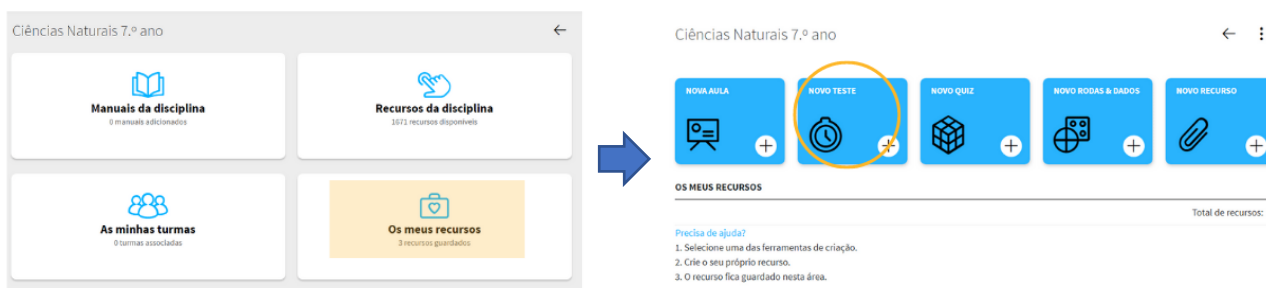 Ciências Naturais 7.º ano
Manuais da disciplina
0 manuais adicionados
Recursos da disciplina
1671 recursos disponíveis
As minhas turmas
0 turmas associadas
Os meus recursos
3 recursos guardados
Ciências Naturais 7.º ano
NOVA AULA
NOVO TESTE
NOVO QUIZ
NOVO RODAS & DADOS
NOVO RECURSO
OS MEUS RECURSOS
Total de recursos:
Precisa de ajuda?
1. Selecione uma das ferramentas de criação.
2. Crie o seu próprio recurso.
3. O recurso fica guardado nesta área.